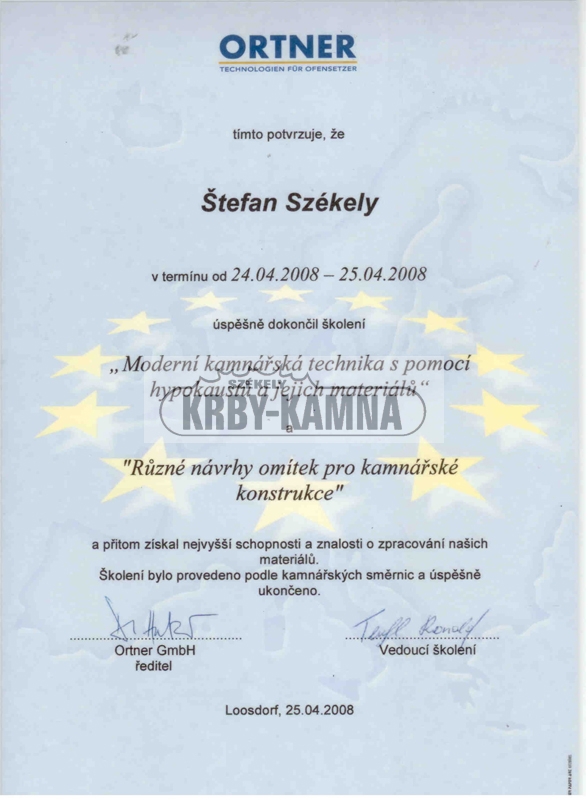 ORTNER
TECHNOLOGIEN FÜR OFENSETZER
tímto potvrzuje, že
Štefan Székely
v termínu od 24.04.2008 – 25.04.2008
úspěšně dokončil školení
„Moderní kamnářská technika s pomocí
hypokaustů a jejich materiálů“
SZÉKELY
KRBY-KAMNA
a
"Různé návrhy omítek pro kamnářské
konstrukce"
a přitom získal nejvyšší schopnosti a znalosti o zpracování našich
materiálů.
Školení bylo provedeno podle kamnářských směrnic a úspěšně
ukončeno.
Ortner GmbH
ředitel
Vedoucí školení
Loosdorf, 25.04.2008